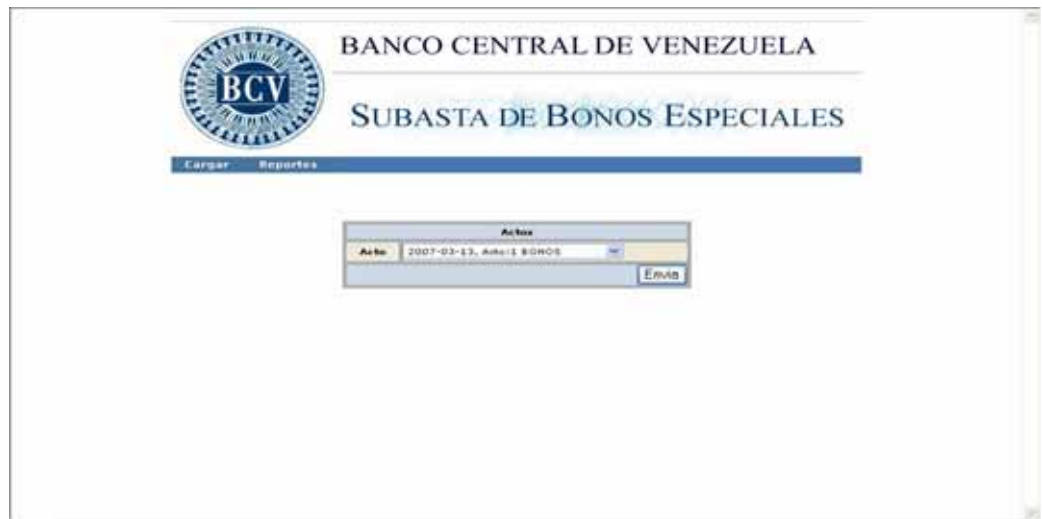 BANCO CENTRAL DE VENEZUELA
BCV
SUBASTA DE BONOS ESPECIALES
Cargar Reportes
Actos
Acto 2007-03-13, Acto:1 BONOS
Envia